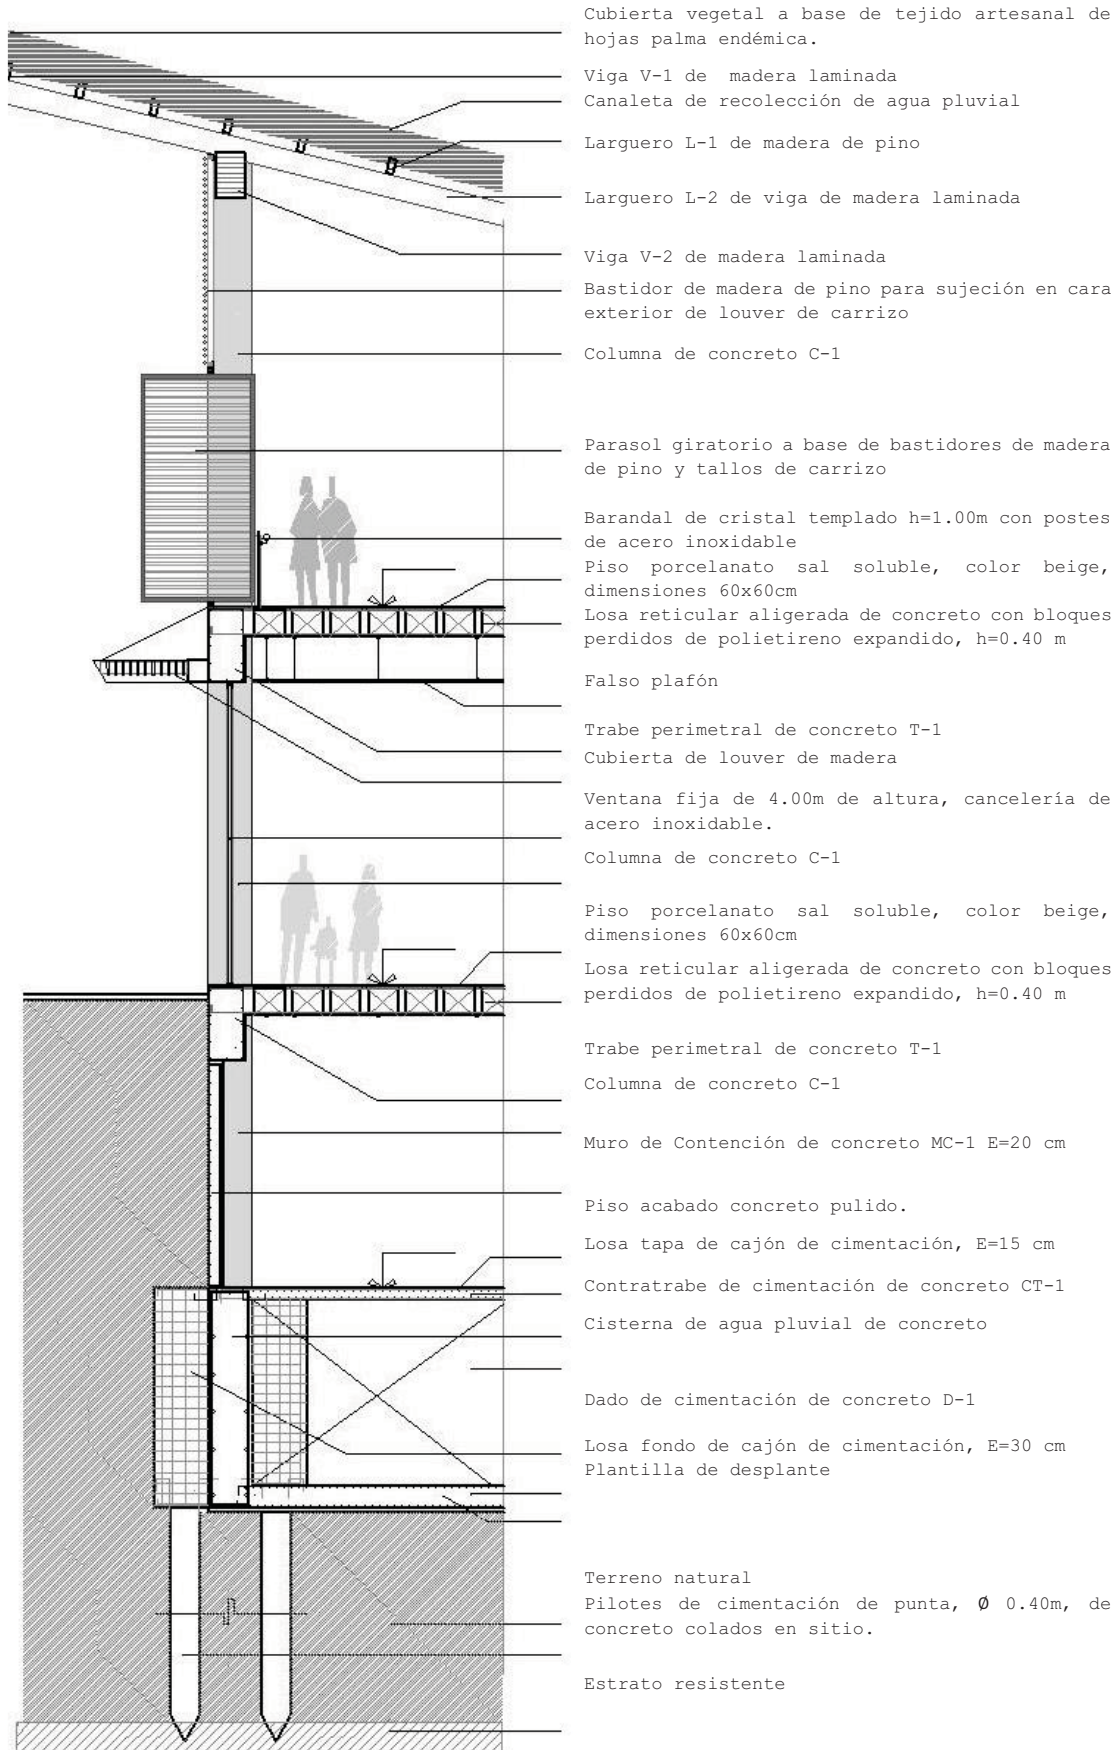 Cubierta vegetal a base de tejido artesanal de
hojas palma endémica.
Viga V-1 de madera laminada
Canaleta de recolección de agua pluvial
Larguero L-1 de madera de pino
Larguero L-2 de viga de madera laminada
Viga V-2 de madera laminada
Bastidor de madera de pino para sujeción en cara
exterior de louver de carrizo
Columna de concreto C-1
Parasol giratorio a base de bastidores de madera
de pino y tallos de carrizo
Barandal de cristal templado h=1.00m con postes
de acero inoxidable
Piso porcelanato sal soluble, color beige,
dimensiones 60x60cm
Losa reticular aligerada de concreto con bloques
perdidos de polietireno expandido, h=0.40 m
Falso plafón
Trabe perimetral de concreto T-1
Cubierta de louver de madera
Ventana fija de 4.00m de altura, cancelería de
acero inoxidable.
Columna de concreto C-1
Piso porcelanato sal soluble, color beige,
dimensiones 60x60cm
Losa reticular aligerada de concreto con bloques
perdidos de polietireno expandido, h=0.40 m
Trabe perimetral de concreto T-1
Columna de concreto C-1
Muro de Contención de concreto MC-1 E=20 cm
Piso acabado concreto pulido.
Losa tapa de cajón de cimentación, E=15 cm
Contratrabe de cimentación de concreto CT-1
Cisterna de agua pluvial de concreto
Dado de cimentación de concreto D-1
Losa fondo de cajón de cimentación, E=30 cm
Plantilla de desplante
Terreno natural
Pilotes de cimentación de punta, Ø 0.40m, de
concreto colados en sitio.
Estrato resistente